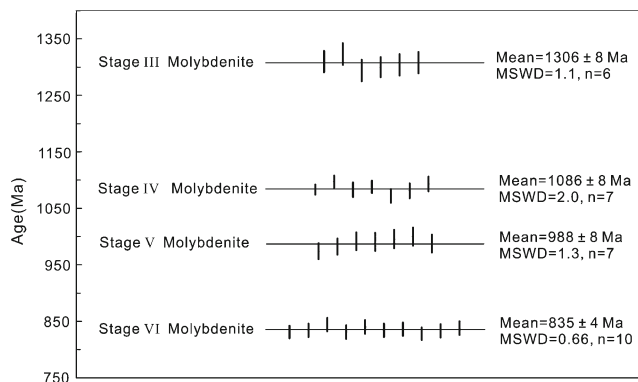 1350
Stage III Molybdenite
Mean=1306 ± 8 Ma
MSWD=1.1, n=6
1250
1150
Age(Ma)
Stage IV Molybdenite
Mean=1086 ± 8 Ma
MSWD=2.0, n=7
1050
Stage V Molybdenite
Mean=988 ± 8 Ma
MSWD=1.3, n=7
950
850
Stage VI Molybdenite
Mean=835 ± 4 Ma
MSWD=0.66, n=10
750